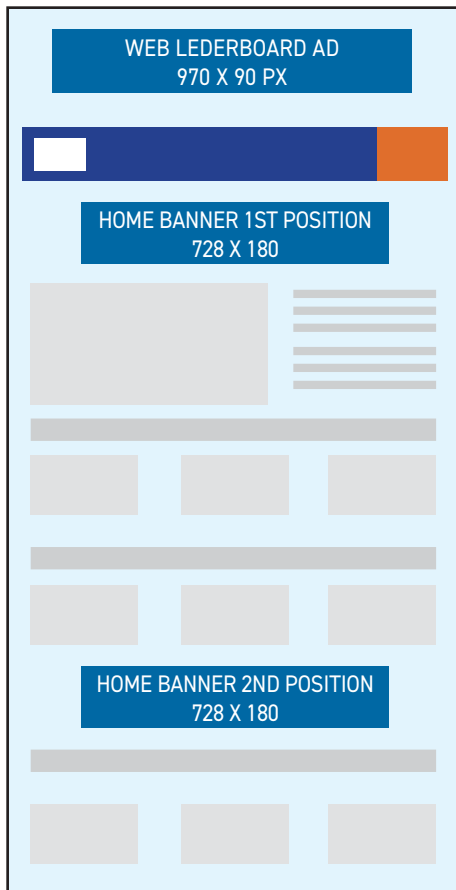 WEB LEDERBOARD AD
970 X 90 PX
HOME BANNER 1ST POSITION
728 X 180
HOME BANNER 2ND POSITION
728 X 180